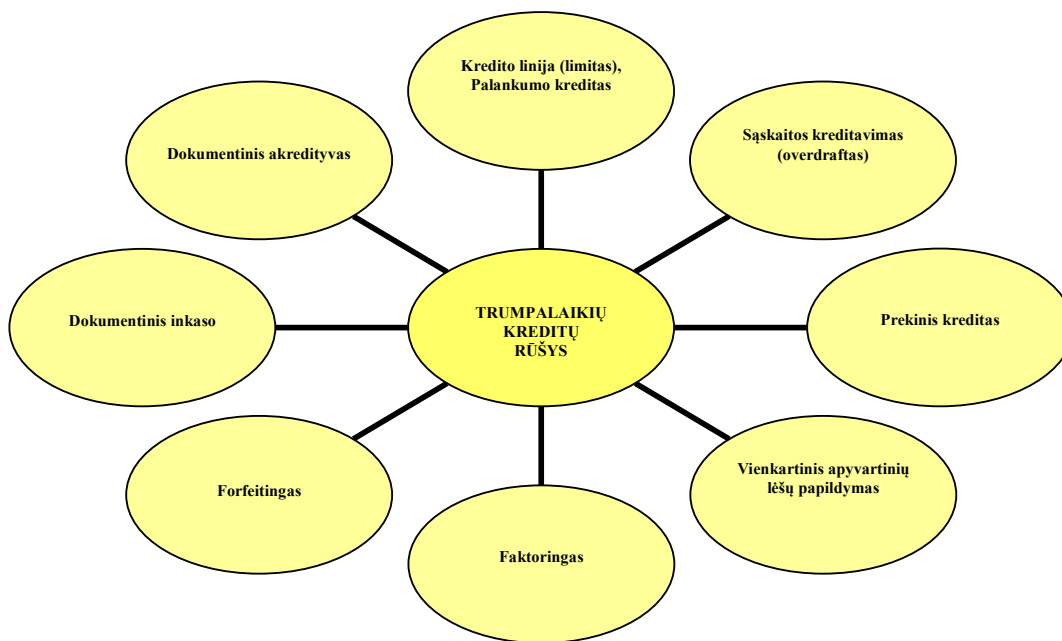 Kredito linija (limitas),
Palankumo kreditas
Dokumentinis akredityvas
Sąskaitos kreditavimas
(overdraftas)
Dokumentinis inkaso
TRUMPALAIKIŲ
KREDITŲ
RŪŠYS
Prekinis kreditas
Forfeitingas
Vienkartinis apyvartinių
lėšų papildymas
Faktoringas